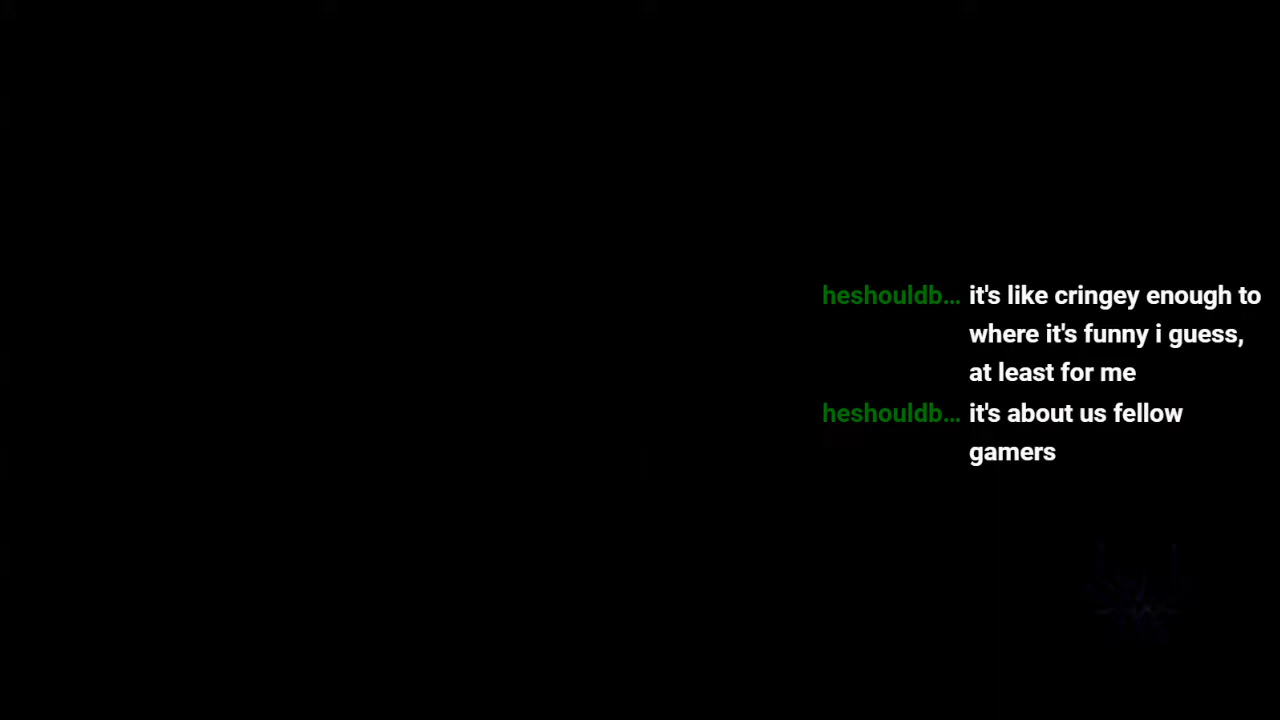 heshouldb… it's like cringey enough to
where it's funny i guess,
at least for me
heshouldb… it's about us fellow
gamers